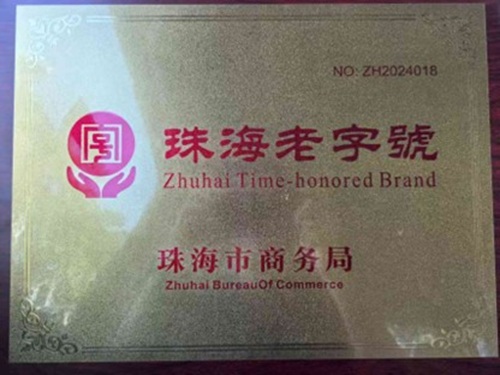 NO: ZH2024018
珠海老字號
Zhuhai Time-honored Brand
珠海市商务局
Zhuhai BureauOf Commerce